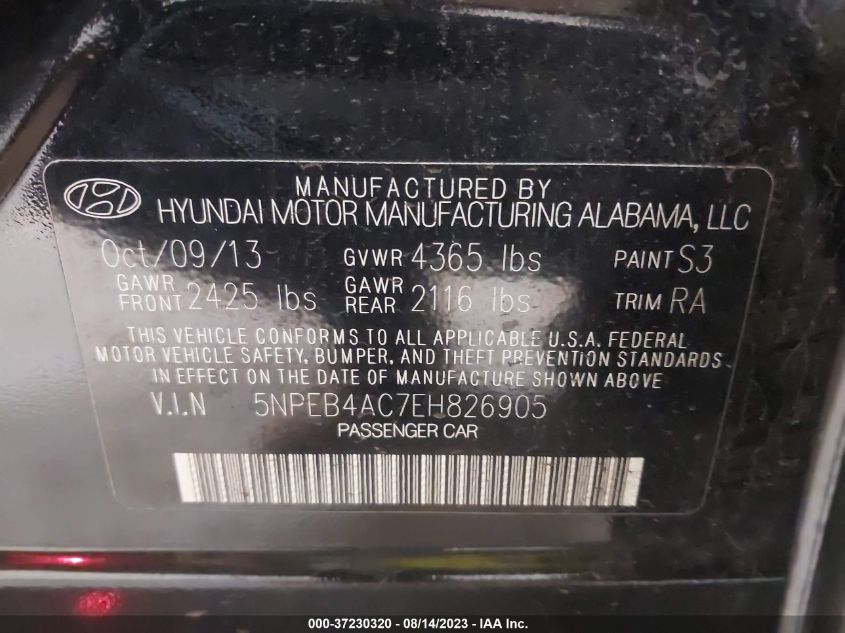 MANUFACTURED BY
HYUNDAI MOTOR MANUFACTURING ALABAMA, LLC
Oct/09/13 GVWR 4365 lbs PAINT S3
GAWR FRONT 2425 lbs GAWR REAR 2116 lbs TRIM RA
THIS VEHICLE CONFORMS TO ALL APPLICABLE U.S.A. FEDERAL
MOTOR VEHICLE SAFETY, BUMPER, AND THEFT PREVENTION STANDARDS
IN EFFECT ON THE DATE OF MANUFACTURE SHOWN ABOVE
V.I.N 5NPEB4AC7EH826905
PASSENGER CAR
000-37230320 - 08/14/2023 - IAA Inc.